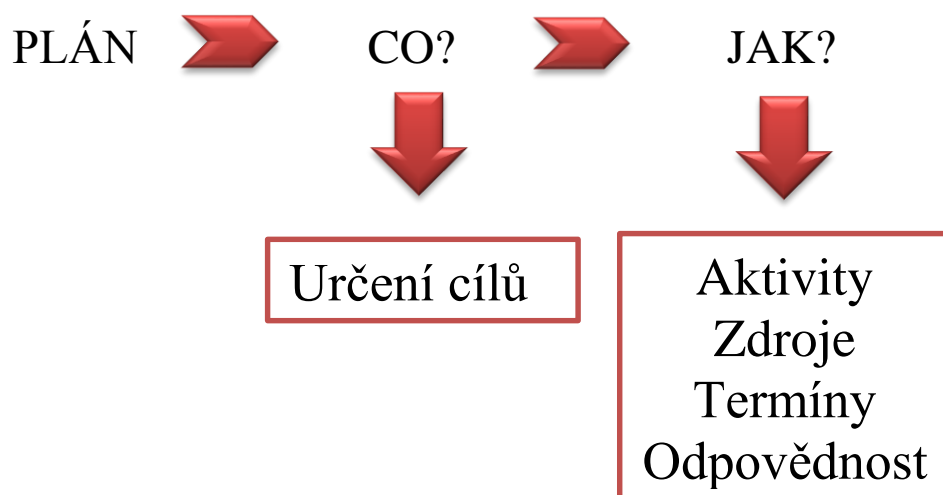 PLÁN CO? JAK?
Určení cílů
Aktivity
Zdroje
Termíny
Odpovědnost